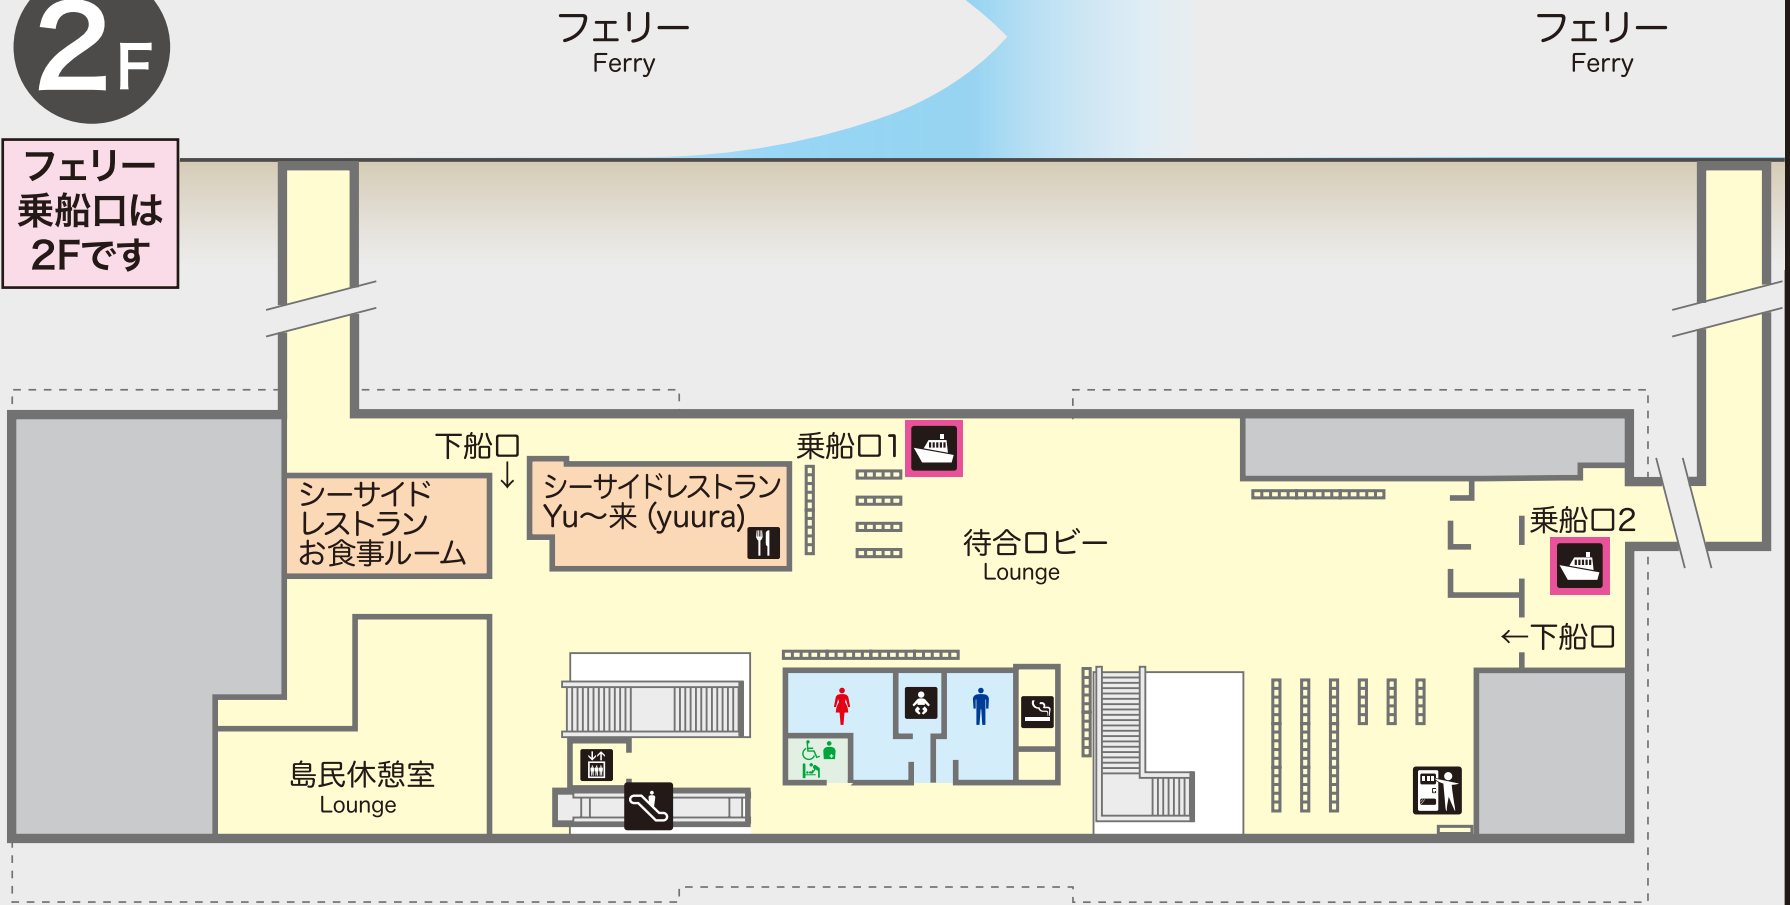 2F
フェリー
Ferry
フェリー
Ferry
フェリー
乗船口は
2Fです
下船口
↓
乗船口1
シーサイド
レストラン
お食事ルーム
シーサイドレストラン
Yu〜来 (yuura)
待合ロビー
Lounge
乗船口2
←下船口
島民休憩室
Lounge